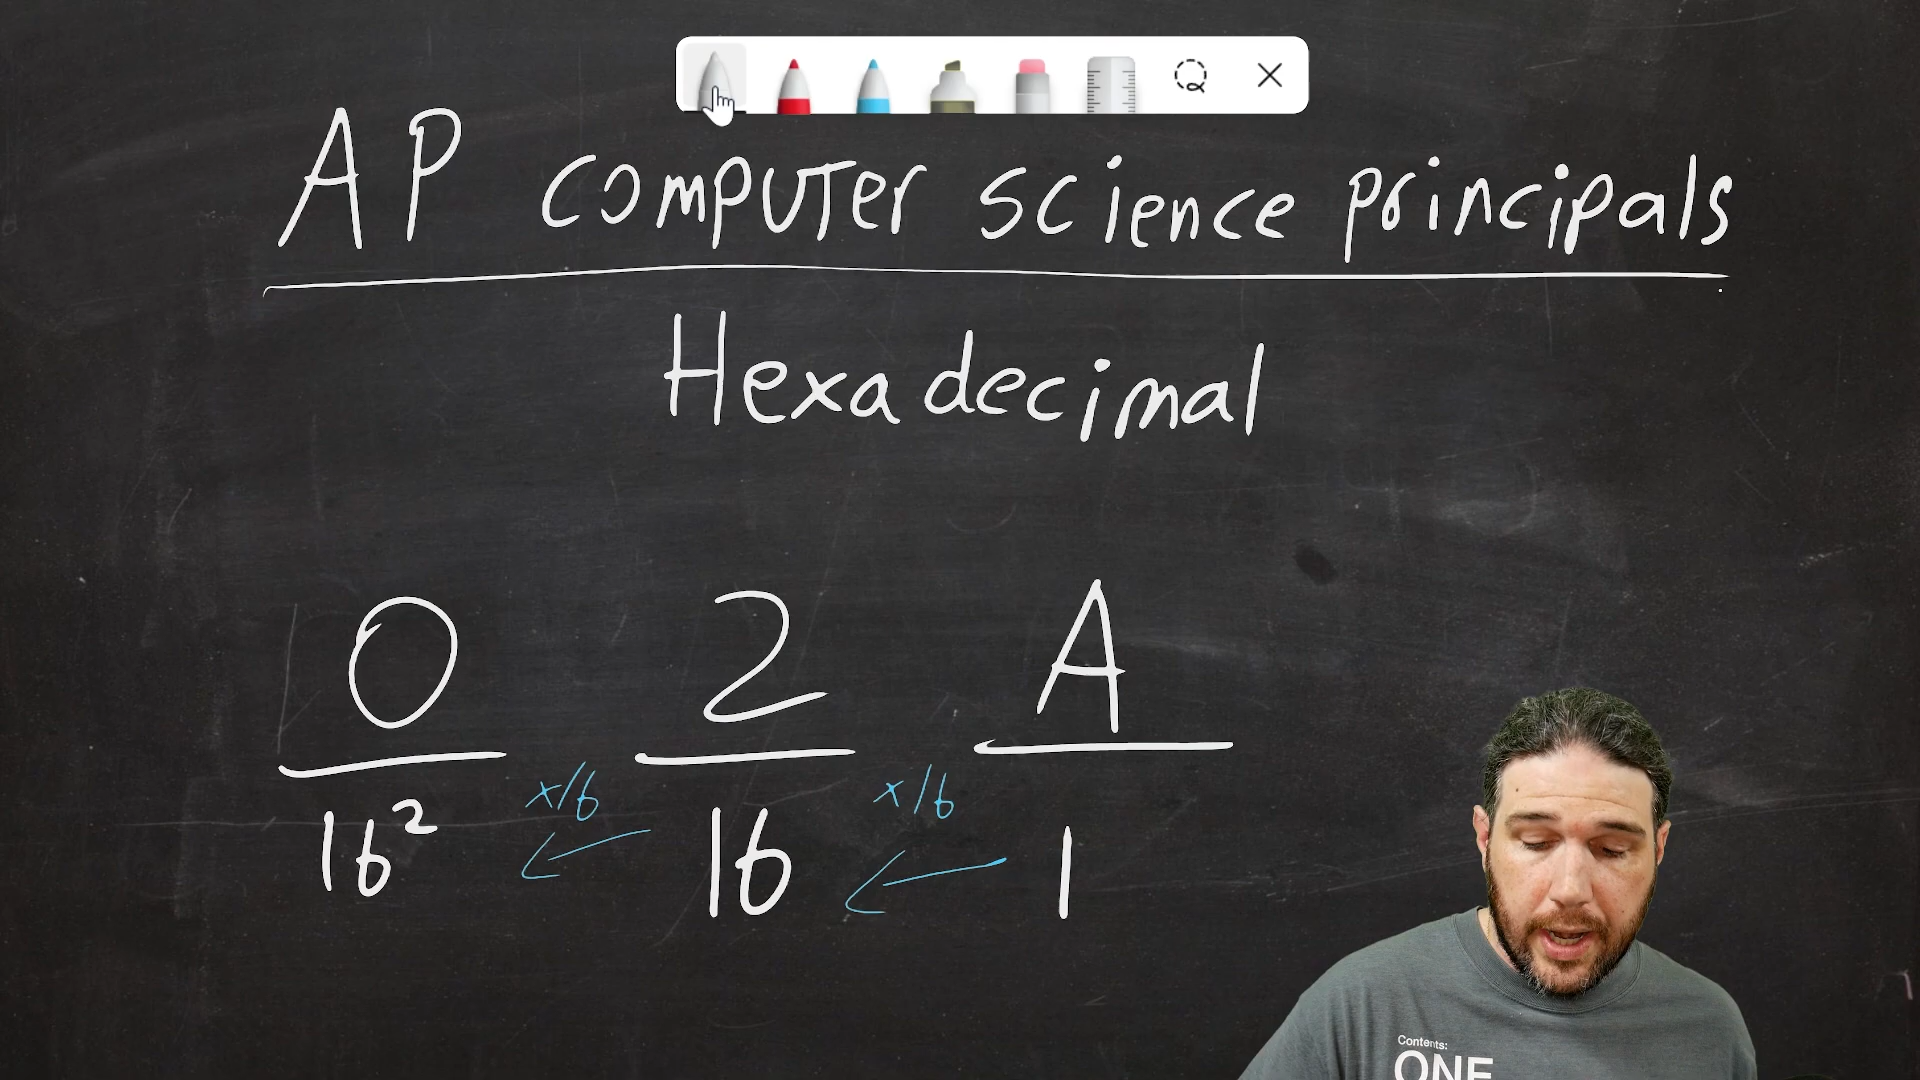 AP computer science principals
Hexadecimal
0 2 A
x16 x16
16² 16 1
Contents:
ONE